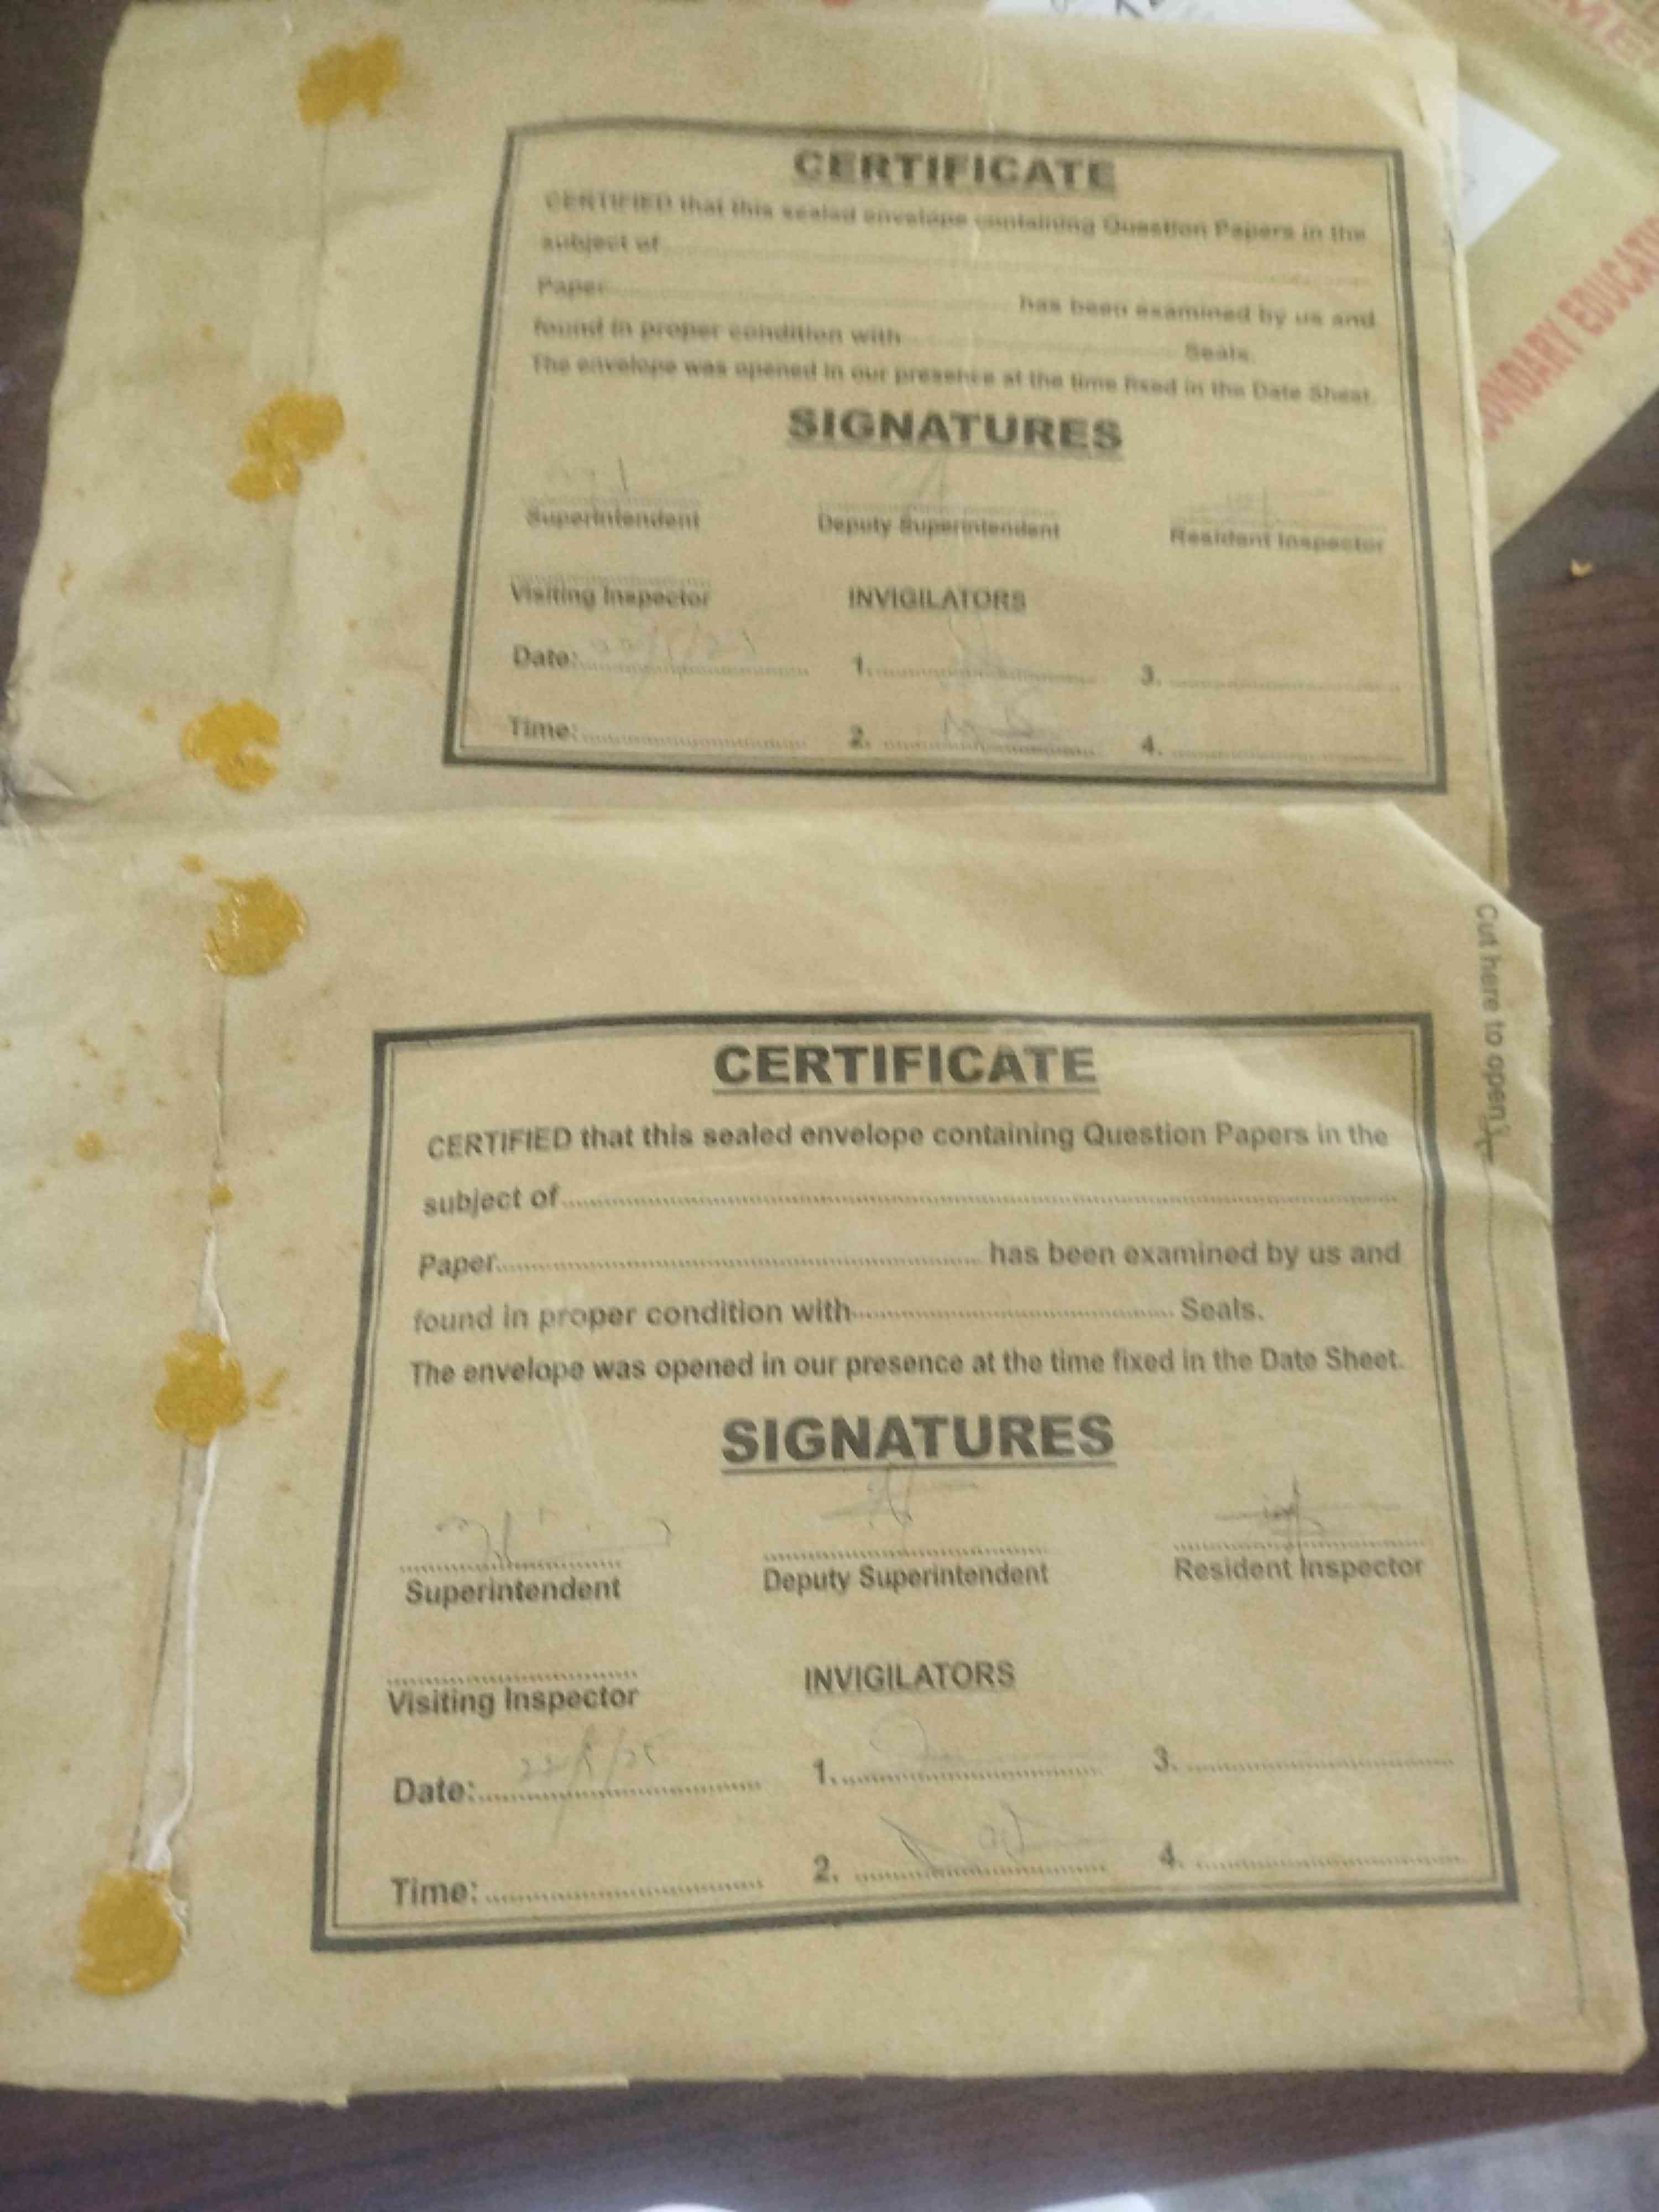 CERTIFICATE
CERTIFIED that this sealed envelope containing Question Papers in the
subject of
Paper has been examined by us and
found in proper condition with Seals.
The envelope was opened in our presence at the time fixed in the Date Sheet.
SIGNATURES
Superintendent Deputy Superintendent Resident Inspector
Visiting Inspector INVIGILATORS
Date: 1. 3.
Time: 2. 4.
EDUCATI
Cut here to open
CERTIFICATE
CERTIFIED that this sealed envelope containing Question Papers in the
subject of
Paper has been examined by us and
found in proper condition with Seals.
The envelope was opened in our presence at the time fixed in the Date Sheet.
SIGNATURES
Superintendent Deputy Superintendent Resident Inspector
Visiting Inspector INVIGILATORS
Date: 22/5/25 1. 3.
Time: 2. 4.